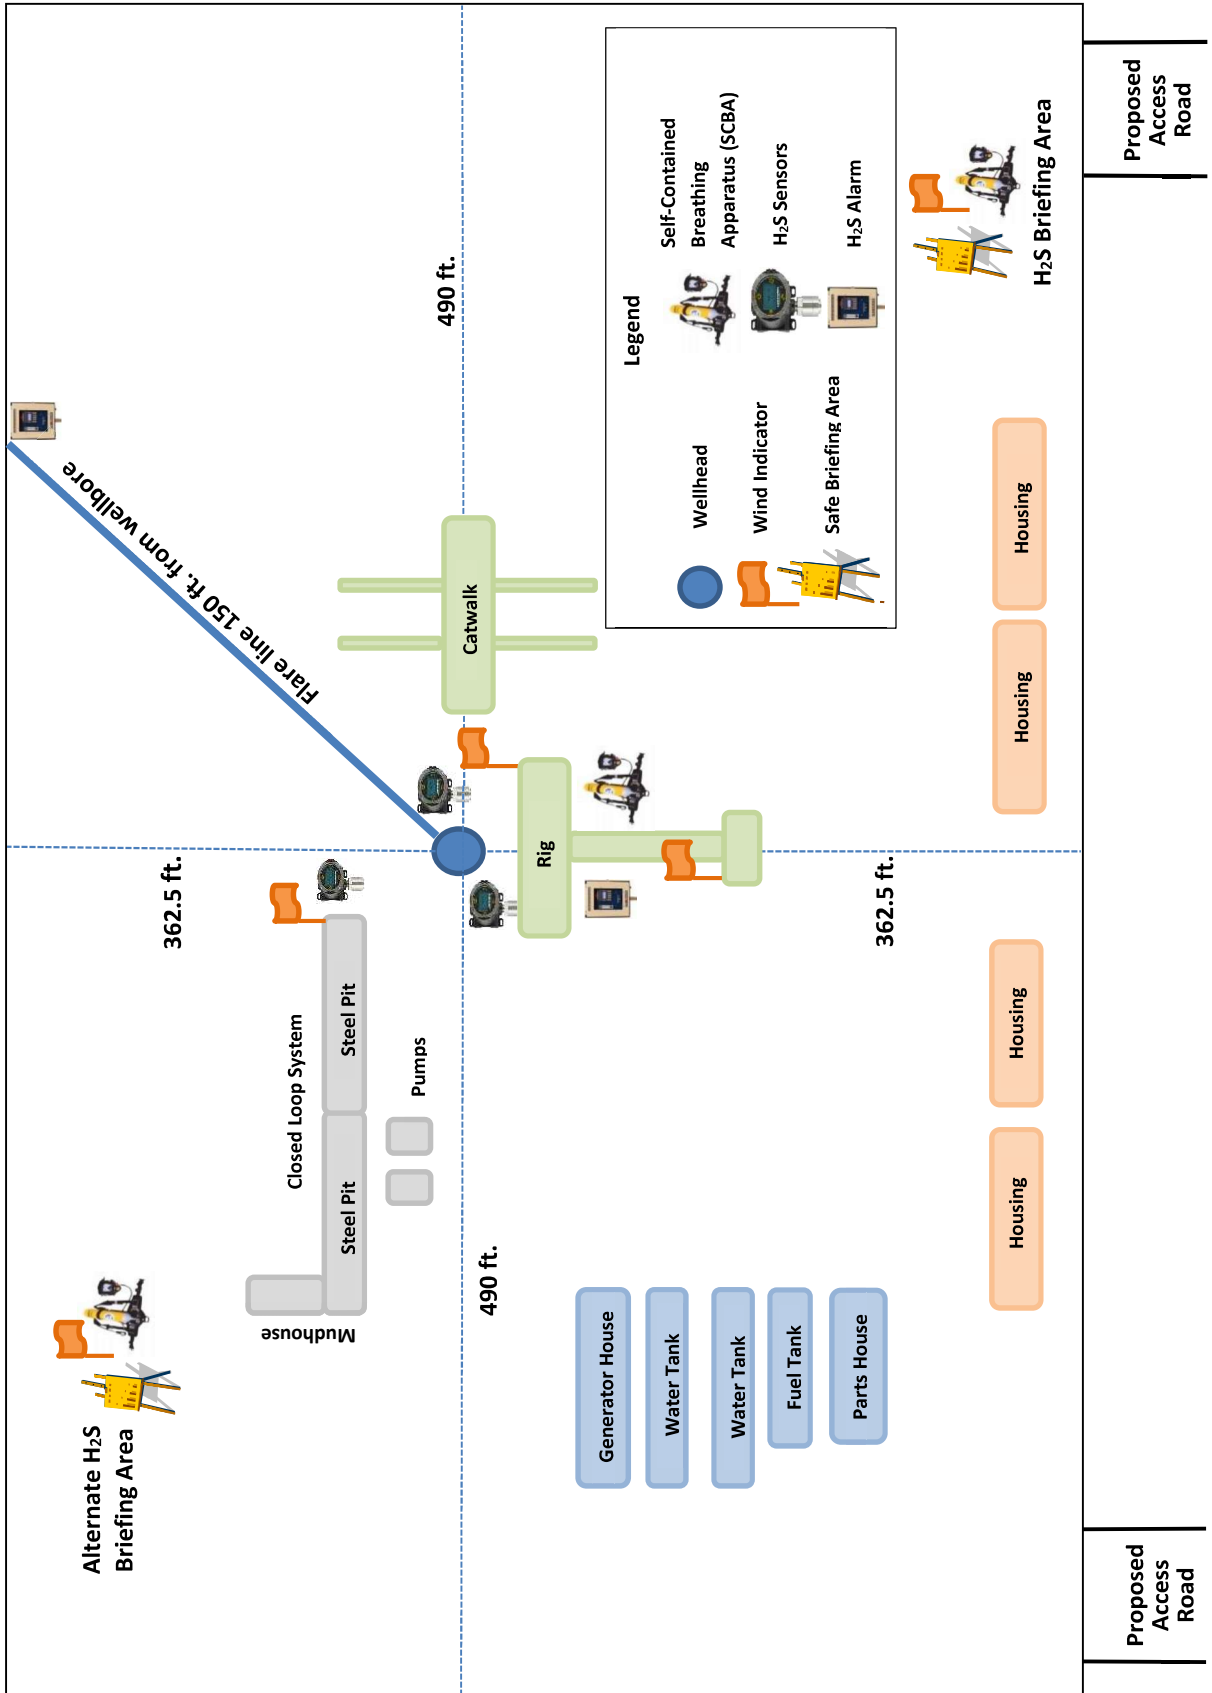 Alternate H₂S
Briefing Area
362.5 ft.
Flare line 150 ft. from wellbore
Closed Loop System
Mudhouse
Steel Pit
Steel Pit
Pumps
490 ft.
490 ft.
Catwalk
Rig
Generator House
Water Tank
Water Tank
Fuel Tank
Parts House
362.5 ft.
Legend
Wellhead
Wind Indicator
Safe Briefing Area
Self-Contained
Breathing
Apparatus (SCBA)
H₂S Sensors
H₂S Alarm
Housing
Housing
Housing
Housing
H₂S Briefing Area
Proposed
Access
Road
Proposed
Access
Road